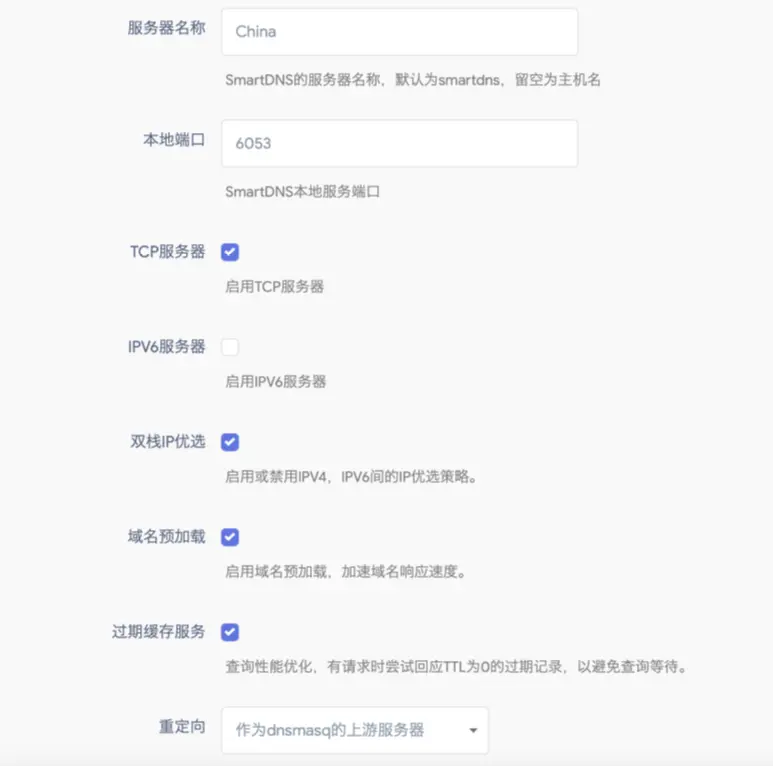 服务器名称
China
SmartDNS的服务器名称，默认为smartdns，留空为主机名
本地端口
6053
SmartDNS本地服务端口
TCP服务器
启用TCP服务器
IPV6服务器
启用IPV6服务器
双栈IP优选
启用或禁用IPV4，IPV6间的IP优选策略。
域名预加载
启用域名预加载，加速域名响应速度。
过期缓存服务
查询性能优化，有请求时尝试回应TTL为0的过期记录，以避免查询等待。
重定向
作为dnsmasq的上游服务器